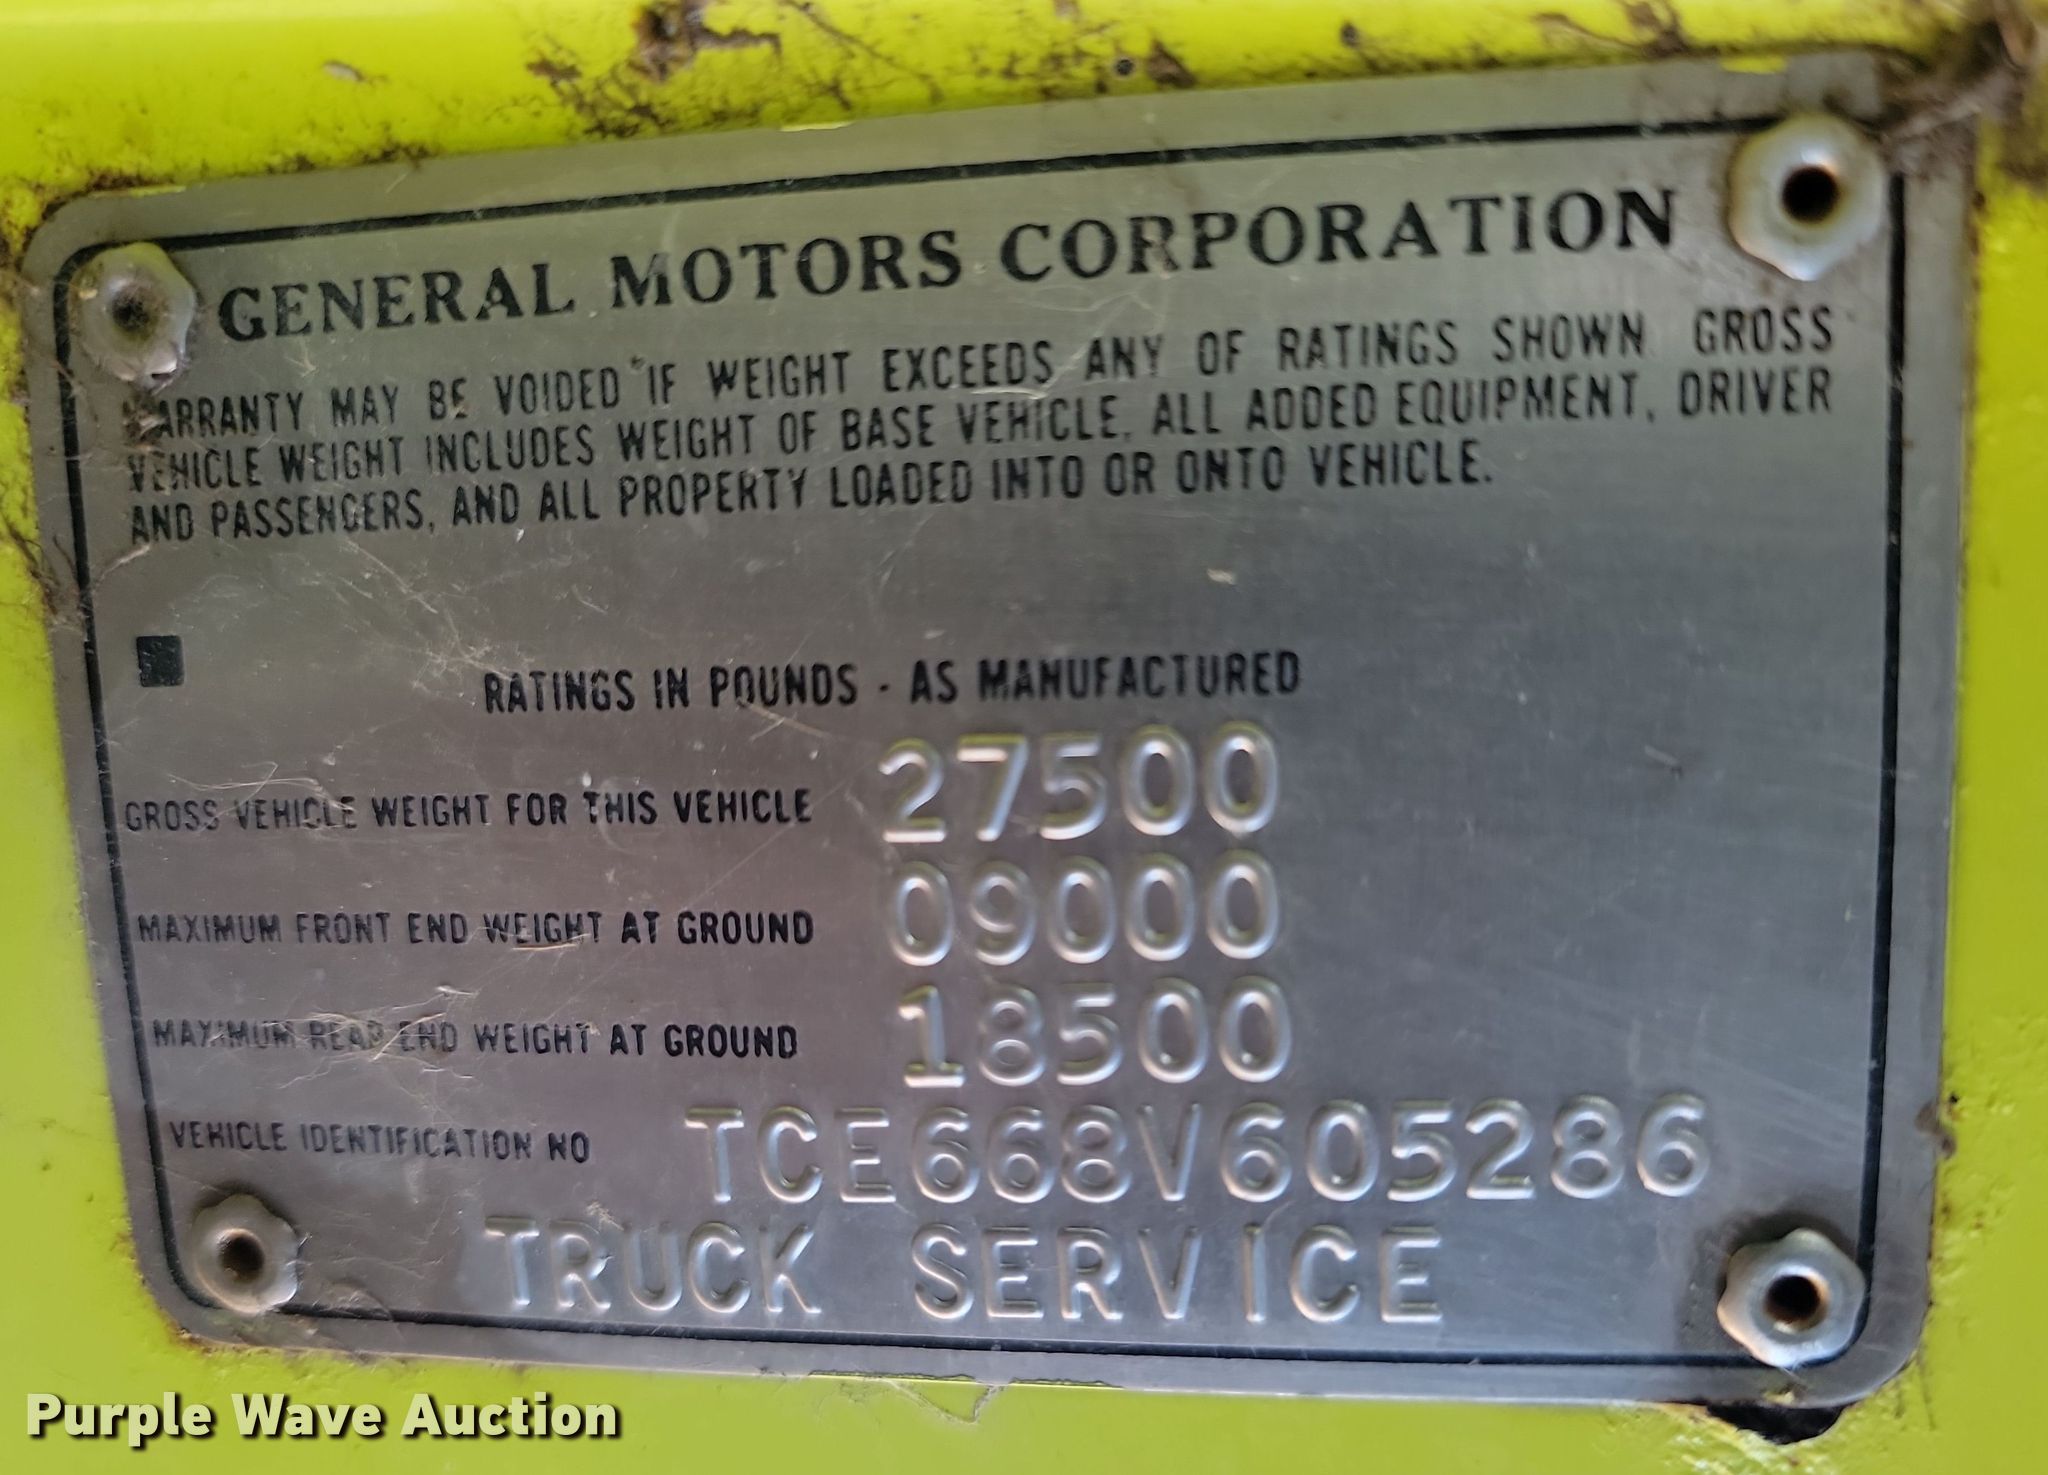 GENERAL MOTORS CORPORATION
WARRANTY MAY BE VOIDED IF WEIGHT EXCEEDS ANY OF RATINGS SHOWN. GROSS
VEHICLE WEIGHT INCLUDES WEIGHT OF BASE VEHICLE, ALL ADDED EQUIPMENT, DRIVER
AND PASSENGERS, AND ALL PROPERTY LOADED INTO OR ONTO VEHICLE.
RATINGS IN POUNDS - AS MANUFACTURED
GROSS VEHICLE WEIGHT FOR THIS VEHICLE 27500
MAXIMUM FRONT END WEIGHT AT GROUND 09000
MAXIMUM REAR END WEIGHT AT GROUND 18500
VEHICLE IDENTIFICATION NO TCE668V605286
TRUCK SERVICE
Purple Wave Auction